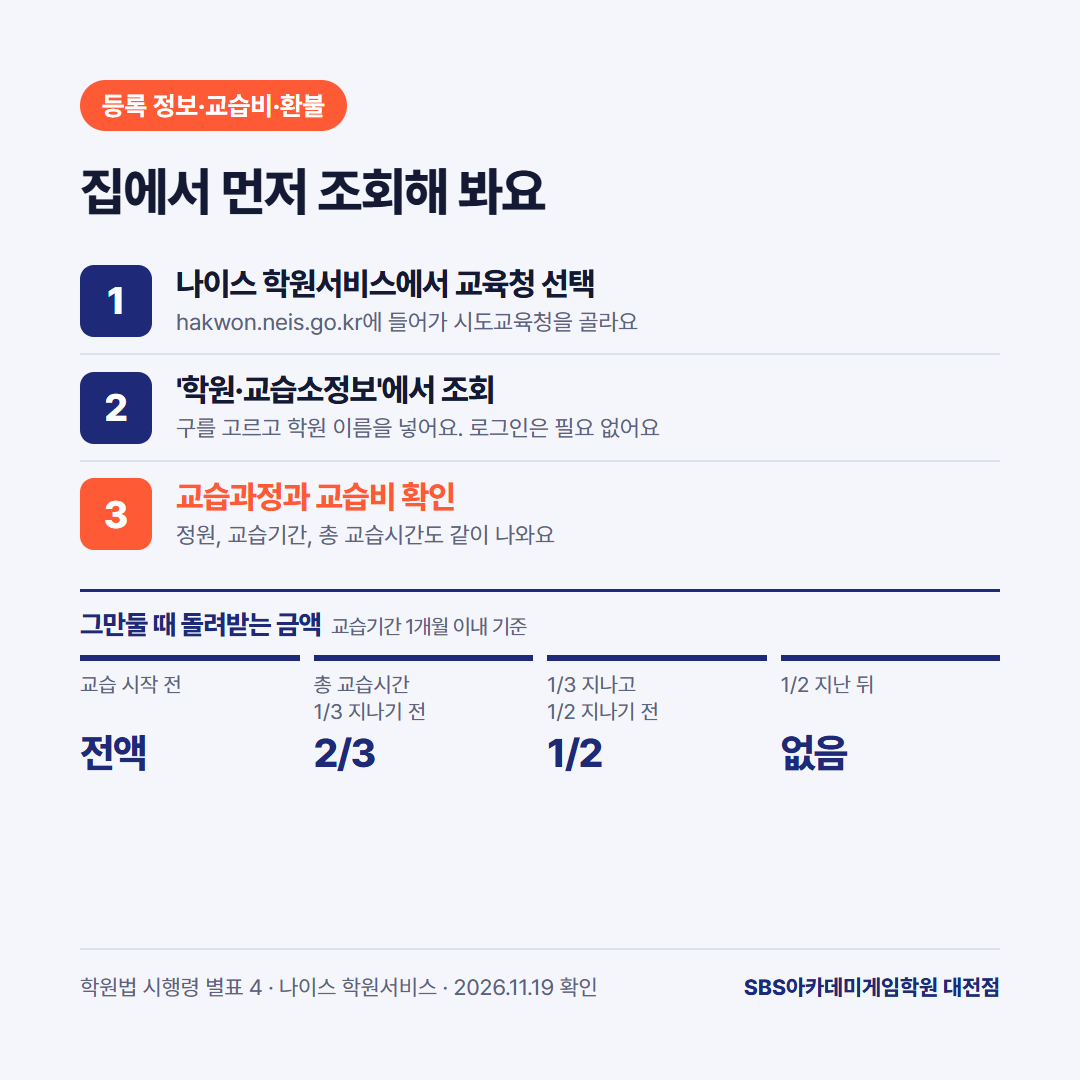 등록 정보·교습비·환불
집에서 먼저 조회해 봐요
1
나이스 학원서비스에서 교육청 선택
hakwon.neis.go.kr에 들어가 시도교육청을 골라요
2
'학원·교습소정보'에서 조회
구를 고르고 학원 이름을 넣어요. 로그인은 필요 없어요
3
교습과정과 교습비 확인
정원, 교습기간, 총 교습시간도 같이 나와요
그만둘 때 돌려받는 금액 교습기간 1개월 이내 기준
교습 시작 전
전액
총 교습시간
1/3 지나기 전
2/3
1/3 지나고
1/2 지나기 전
1/2
1/2 지난 뒤
없음
학원법 시행령 별표 4 · 나이스 학원서비스 · 2026.11.19 확인
SBS아카데미게임학원 대전점